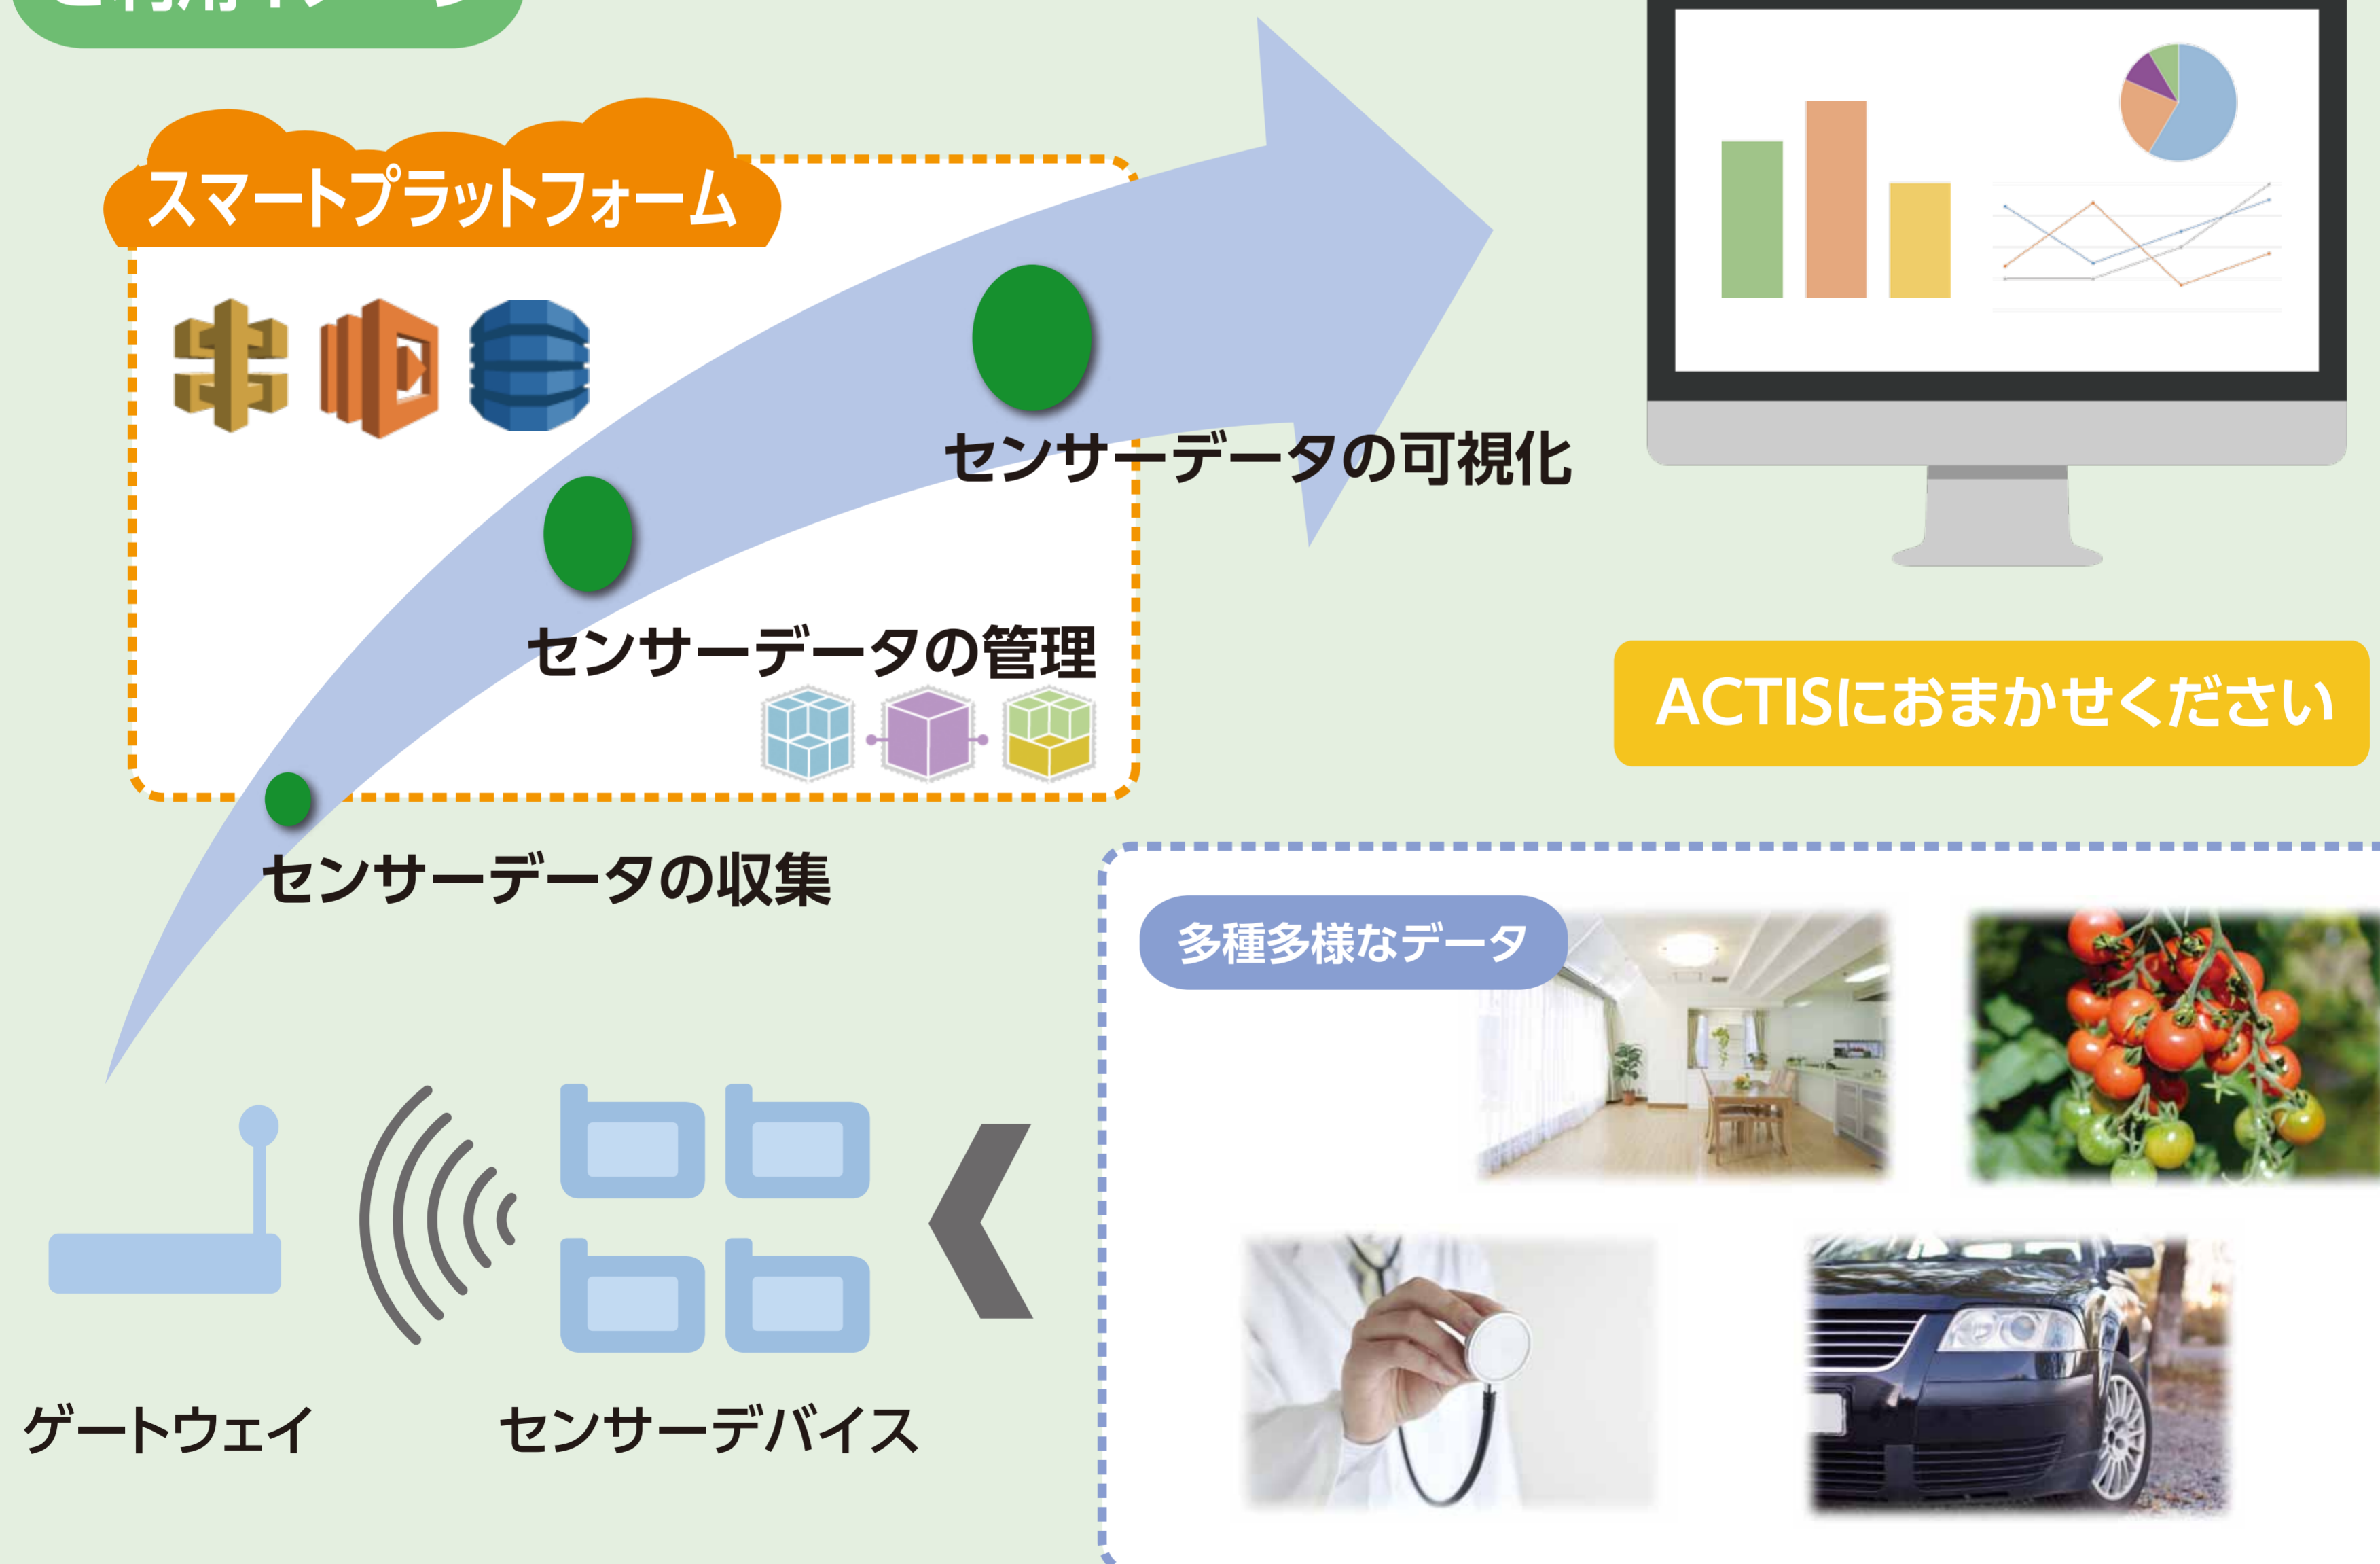 スマートプラットフォーム
センサーデータの可視化
センサーデータの管理
ACTISにおまかせください
センサーデータの収集
多種多様なデータ
ゲートウェイ
センサーデバイス